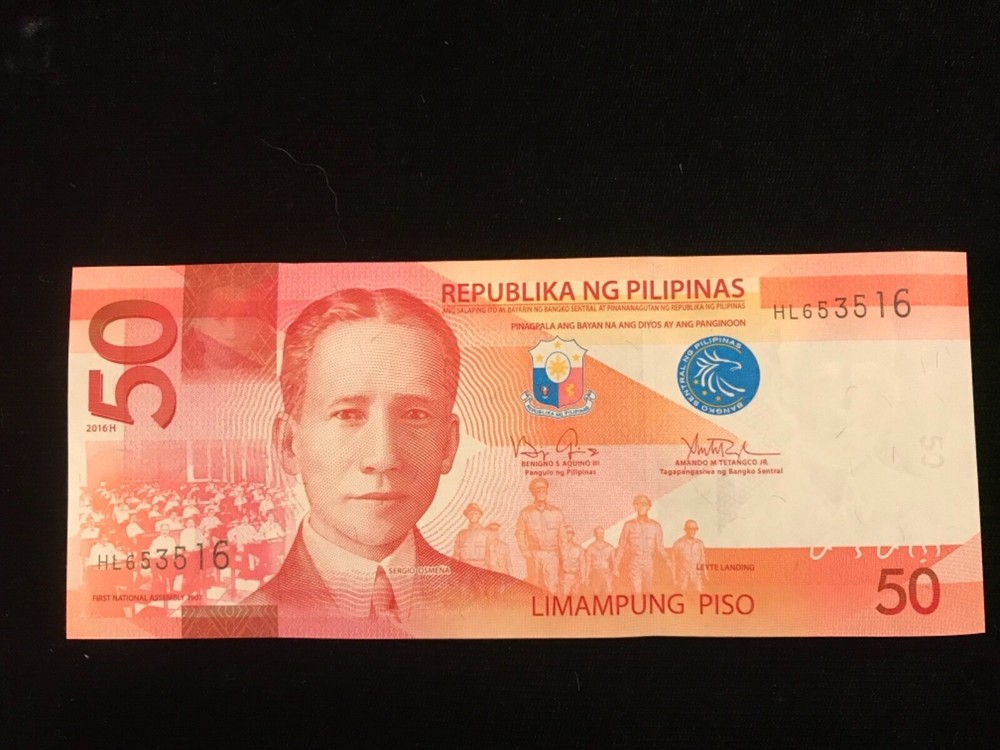 50
2016 H
REPUBLIKA NG PILIPINAS
ANG SALAPING ITO AY BAYARIN NG BANGKO SENTRAL AT PINANANAGUTAN NG REPUBLIKA NG PILIPINAS
PINAGPALA ANG BAYAN NA ANG DIYOS AY ANG PANGINOON
HL653516
REPUBLIKA NG PILIPINAS
BANGKO SENTRAL NG PILIPINAS
BENIGNO S AQUINO III
Pangulo ng Pilipinas
AMANDO M TETANGCO JR
Tagapangasiwa ng Bangko Sentral
50
HL653516
SERGIO OSMEÑA
LEYTE LANDING
FIRST NATIONAL ASSEMBLY 1907
LIMAMPUNG PISO
50